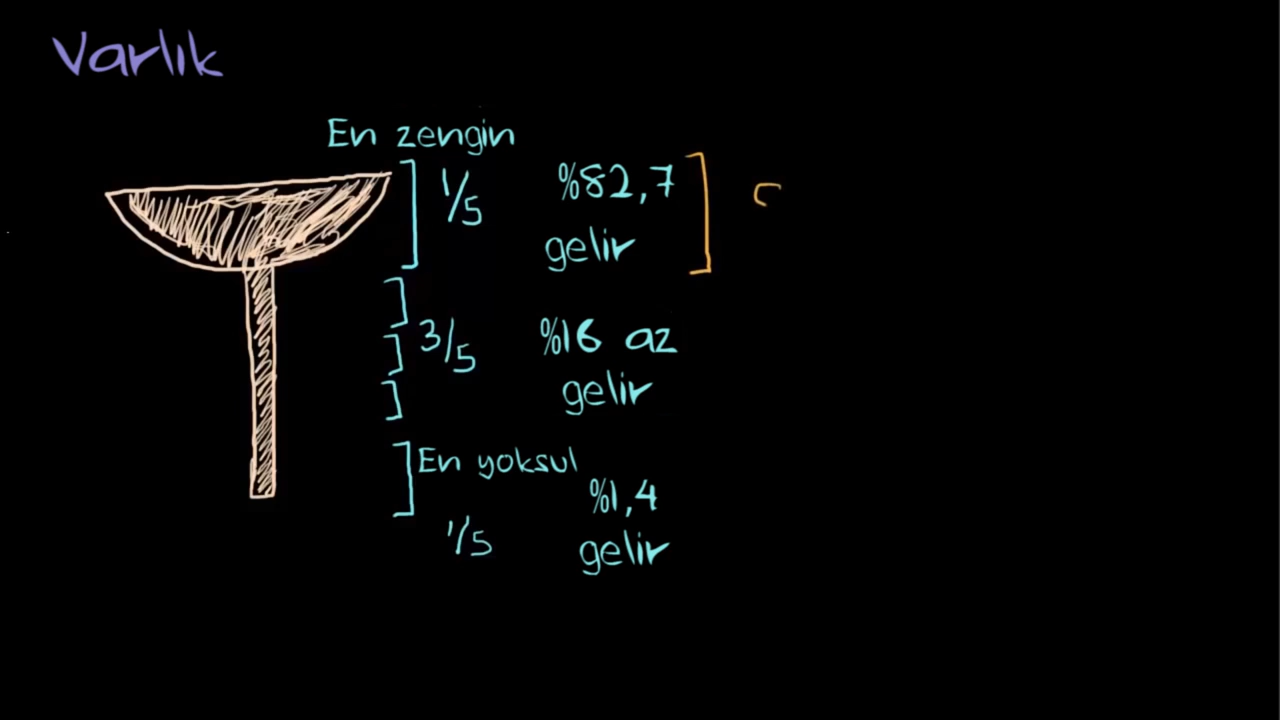 Varlık
En zengin
1/5 %82,7
gelir
3/5 %16 az
gelir
En yoksul
%1,4
1/5 gelir